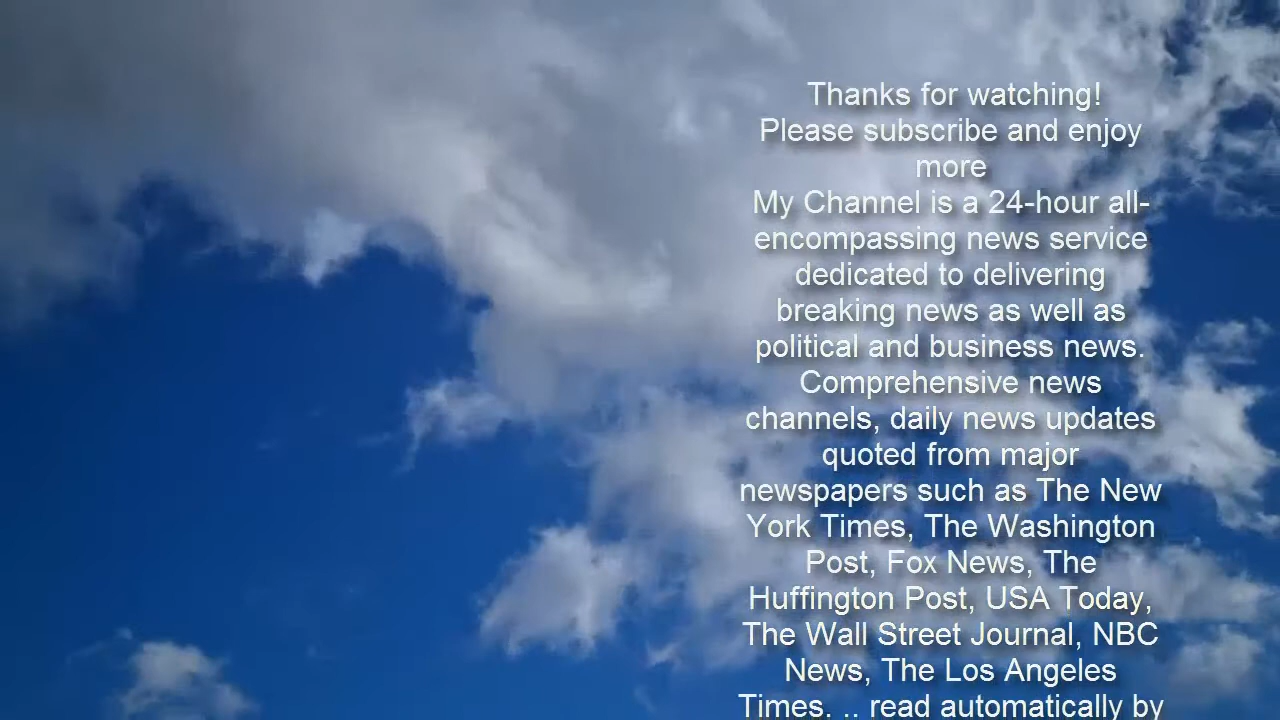 Thanks for watching!
Please subscribe and enjoy
more
My Channel is a 24-hour all-
encompassing news service
dedicated to delivering
breaking news as well as
political and business news.
Comprehensive news
channels, daily news updates
quoted from major
newspapers such as The New
York Times, The Washington
Post, Fox News, The
Huffington Post, USA Today,
The Wall Street Journal, NBC
News, The Los Angeles
Times. .. read automatically by